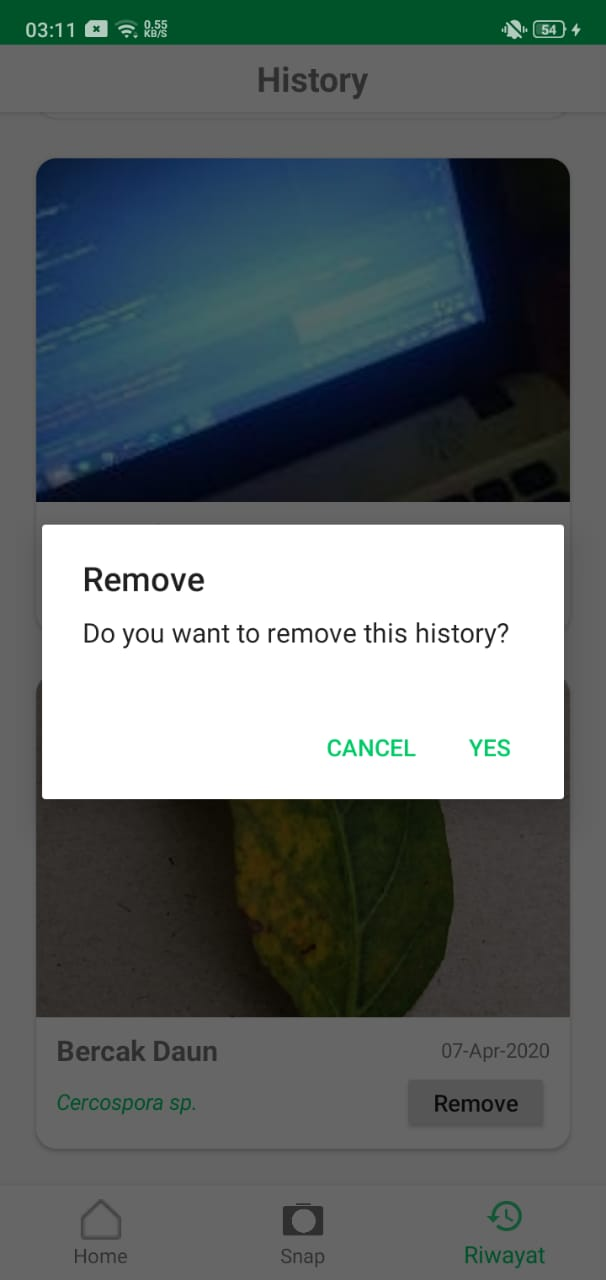 03:11 0.55 KB/S 54
History
Remove
Do you want to remove this history?
CANCEL YES
Bercak Daun 07-Apr-2020
Cercospora sp. Remove
Home Snap Riwayat